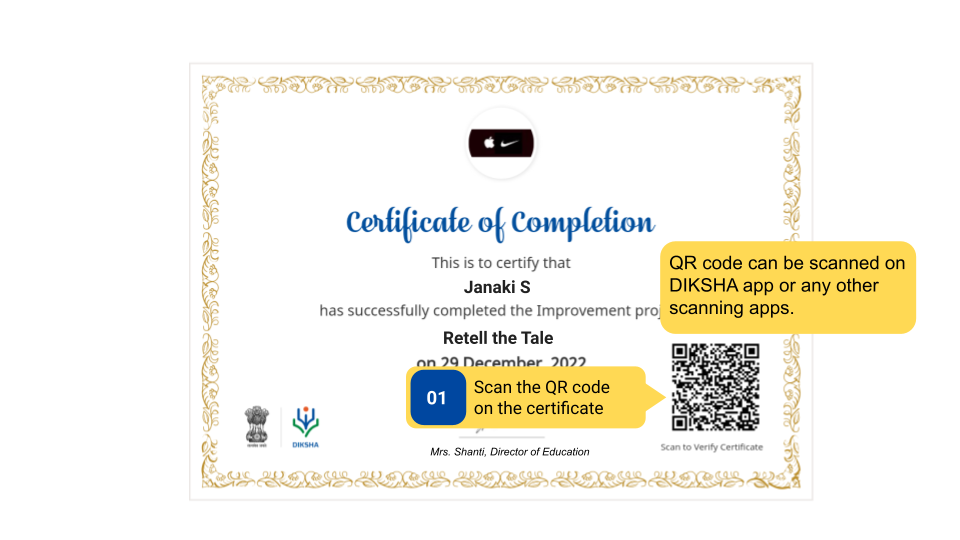 Certificate of Completion
This is to certify that
Janaki S
has successfully completed the Improvement
Retell the Tale
on 29 December, 2022
QR code can be scanned on
DIKSHA app or any other
scanning apps.
01
Scan the QR code
on the certificate
DIKSHA
Mrs. Shanti, Director of Education
Scan to Verify Certificate